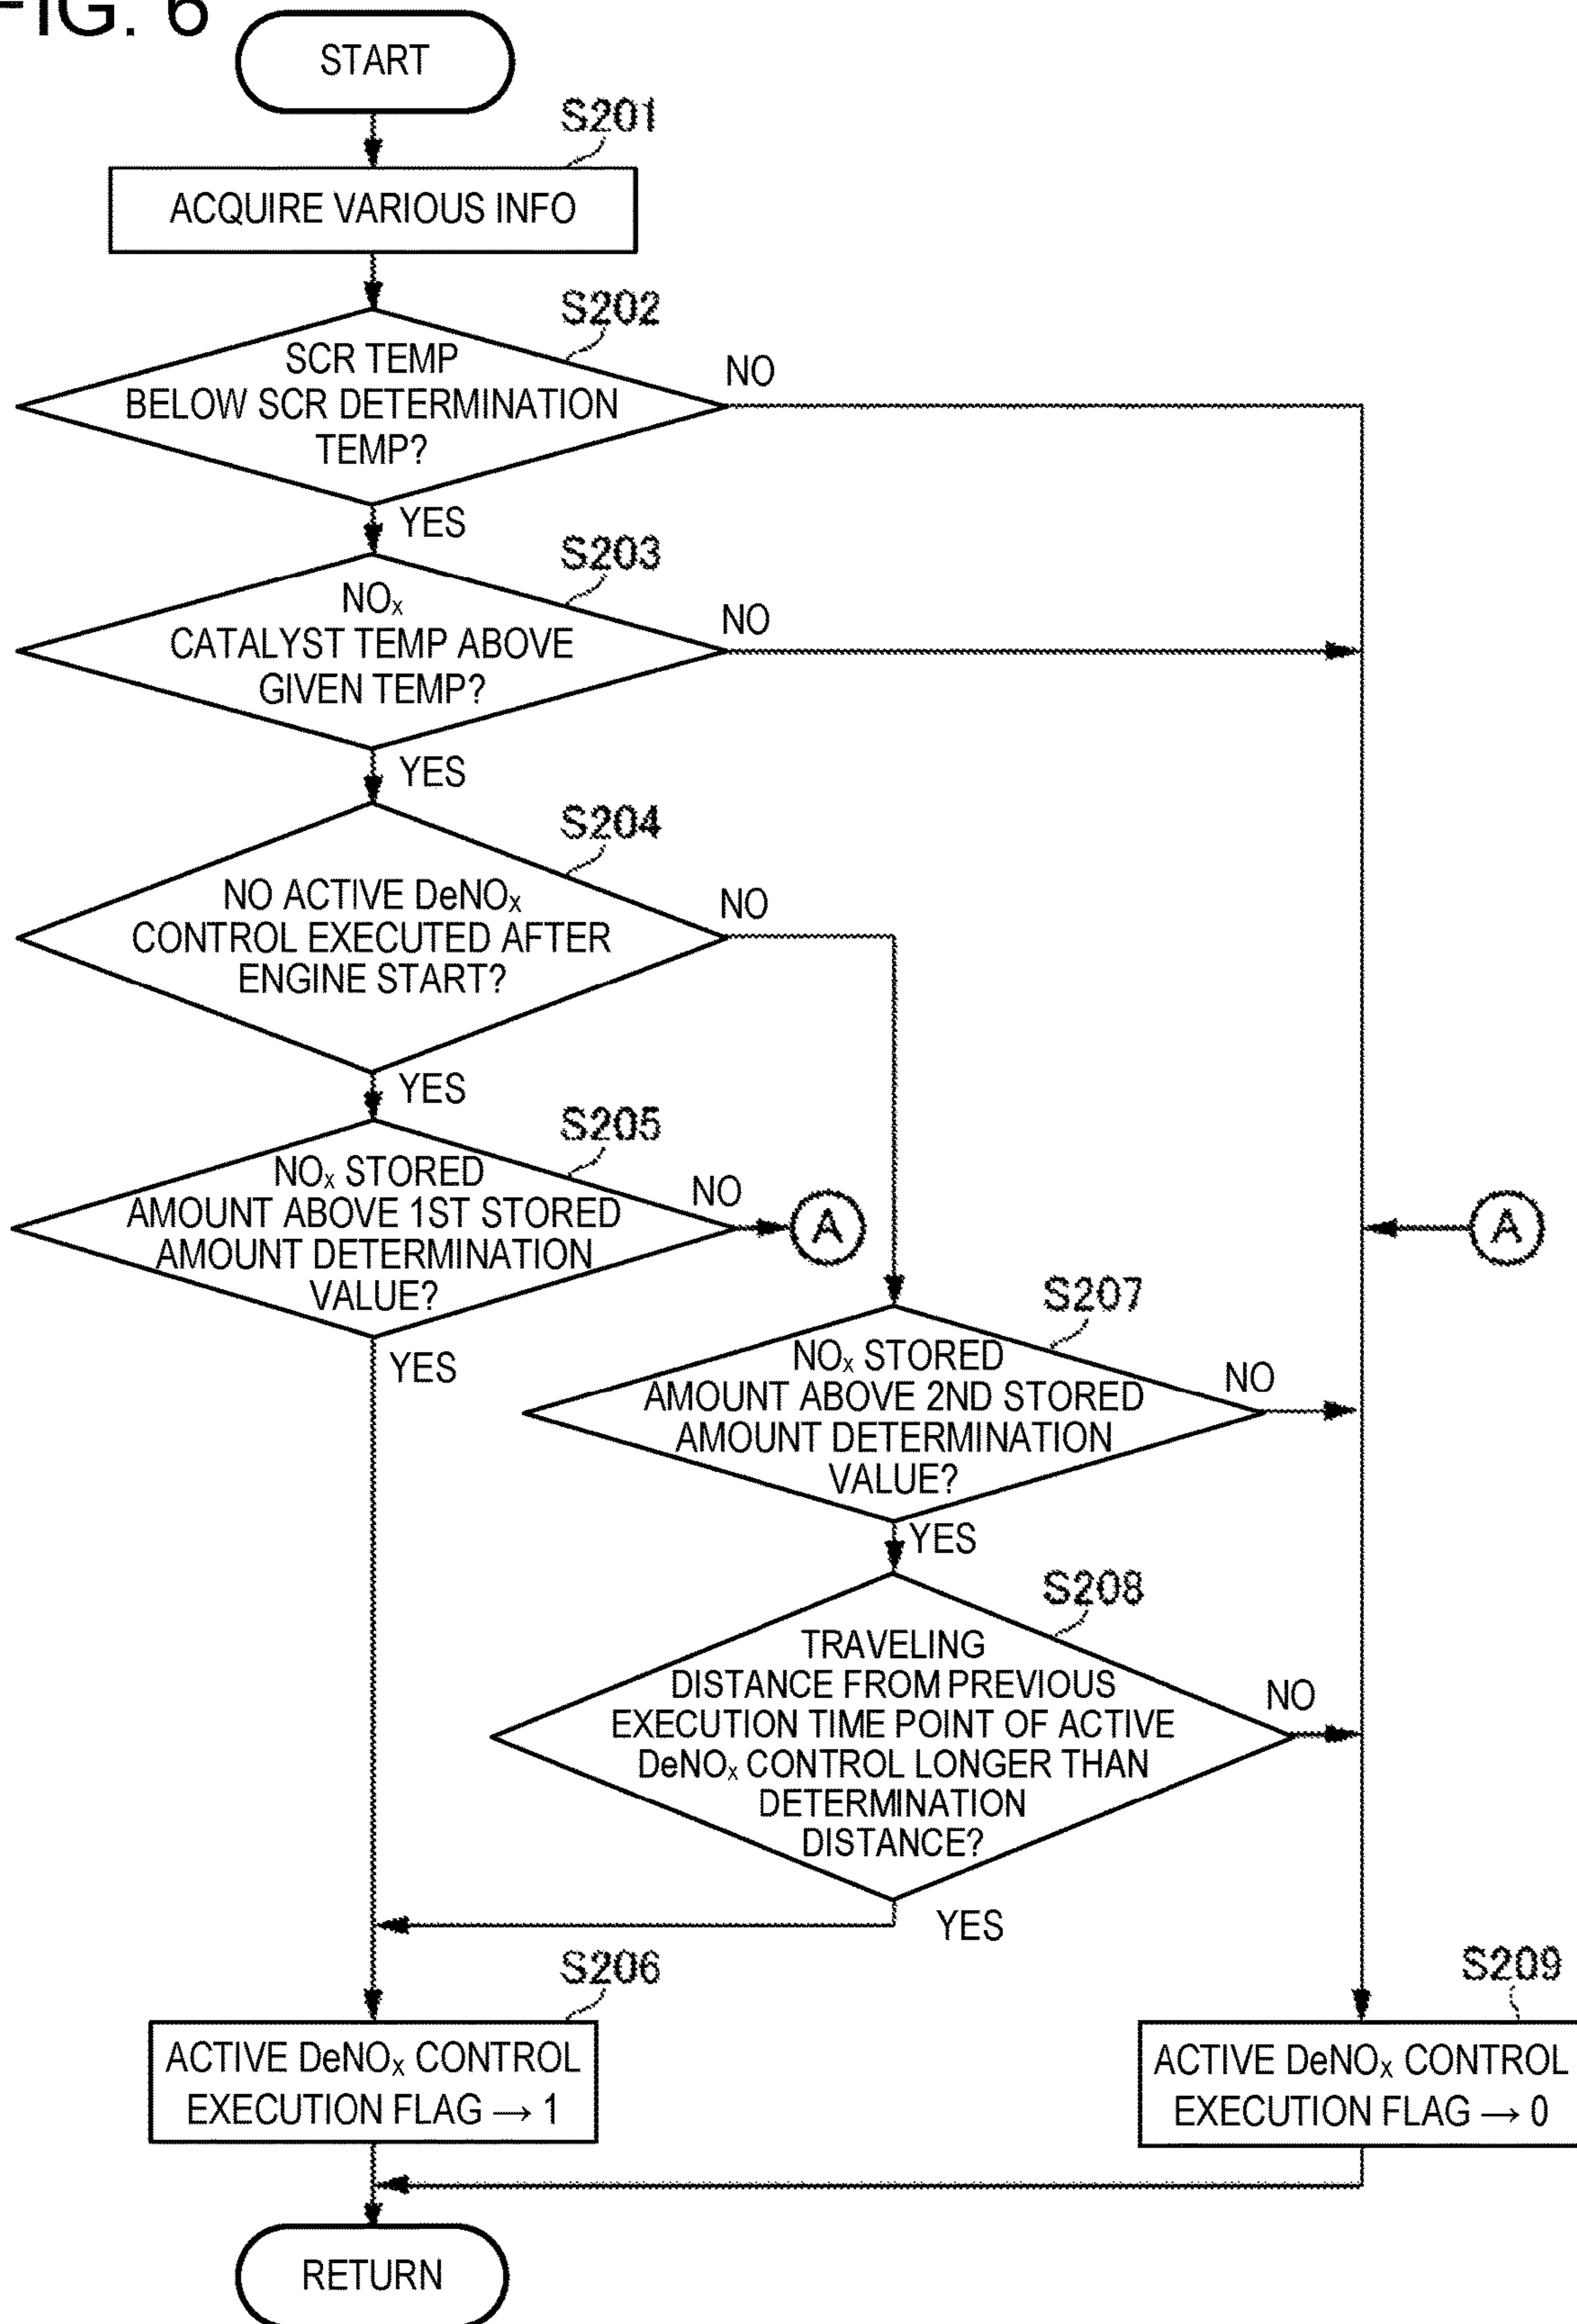 FIG. 6
START
S201
ACQUIRE VARIOUS INFO
S202
SCR TEMP
BELOW SCR DETERMINATION
TEMP?
NO
YES
S203
NOx
CATALYST TEMP ABOVE
GIVEN TEMP?
NO
YES
S204
NO ACTIVE DeNOx
CONTROL EXECUTED AFTER
ENGINE START?
NO
YES
S205
NOx STORED
AMOUNT ABOVE 1ST STORED
AMOUNT DETERMINATION
VALUE?
NO
A
A
YES
S207
NOx STORED
AMOUNT ABOVE 2ND STORED
AMOUNT DETERMINATION
VALUE?
NO
YES
S208
TRAVELING
DISTANCE FROM PREVIOUS
EXECUTION TIME POINT OF ACTIVE
DeNOx CONTROL LONGER THAN
DETERMINATION
DISTANCE?
NO
YES
S206
ACTIVE DeNOx CONTROL
EXECUTION FLAG → 1
S209
ACTIVE DeNOx CONTROL
EXECUTION FLAG → 0
RETURN